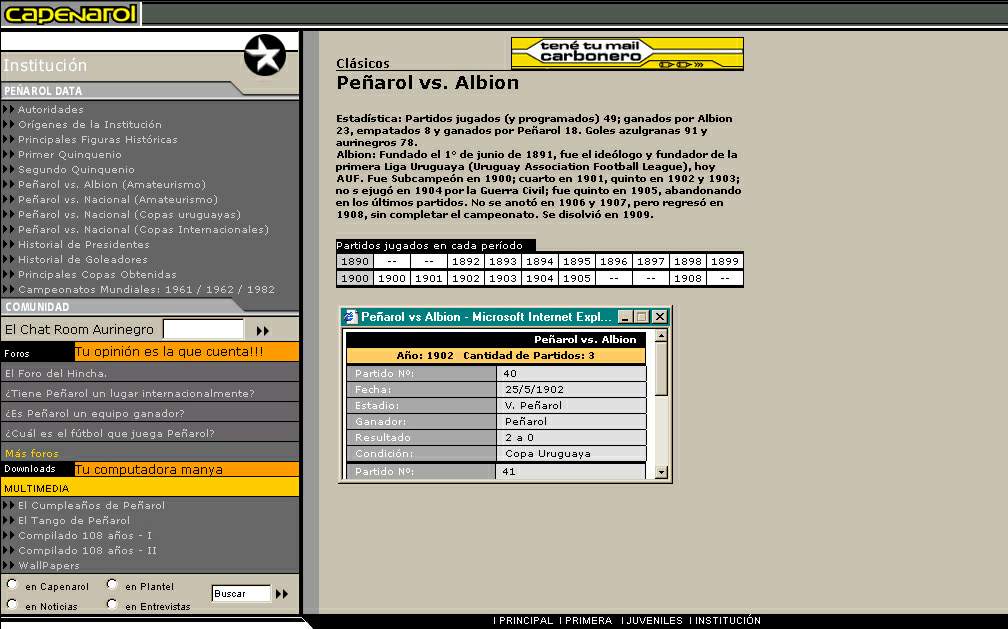 CAPENAROL
Institución
PEÑAROL DATA
Autoridades
Orígenes de la Institución
Principales Figuras Históricas
Primer Quinquenio
Segundo Quinquenio
Peñarol vs. Albion (Amateurismo)
Peñarol vs. Nacional (Amateurismo)
Peñarol vs. Nacional (Copas uruguayas)
Peñarol vs. Nacional (Copas Internacionales)
Historial de Presidentes
Historial de Goleadores
Principales Copas Obtenidas
Campeonatos Mundiales: 1961 / 1962 / 1982
COMUNIDAD
El Chat Room Aurinegro
Foros Tu opinión es la que cuenta!!!
El Foro del Hincha.
¿Tiene Peñarol un lugar internacionalmente?
¿Es Peñarol un equipo ganador?
¿Cuál es el fútbol que juega Peñarol?
Más foros
Downloads Tu computadora manya
MULTIMEDIA
El Cumpleaños de Peñarol
El Tango de Peñarol
Compilado 108 años - I
Compilado 108 años - II
WallPapers
en Capenarol en Plantel
Buscar
en Noticias en Entrevistas
tené tu mail
carbonero
Clásicos
Peñarol vs. Albion
Estadística: Partidos jugados (y programados) 49; ganados por Albion
23, empatados 8 y ganados por Peñarol 18. Goles azulgranas 91 y
aurinegros 78.
Albion: Fundado el 1° de junio de 1891, fue el ideólogo y fundador de la
primera Liga Uruguaya (Uruguay Association Football League), hoy
AUF. Fue Subcampeón en 1900; cuarto en 1901, quinto en 1902 y 1903;
no s ejugó en 1904 por la Guerra Civil; fue quinto en 1905, abandonando
en los últimos partidos. No se anotó en 1906 y 1907, pero regresó en
1908, sin completar el campeonato. Se disolvió en 1909.
Partidos jugados en cada período
1890 -- -- 1892 1893 1894 1895 1896 1897 1898 1899
1900 1900 1901 1902 1903 1904 1905 -- -- 1908 --
Peñarol vs Albion - Microsoft Internet Expl...
Peñarol vs. Albion
Año: 1902 Cantidad de Partidos: 3
Partido Nº: 40
Fecha: 25/5/1902
Estadio: V. Peñarol
Ganador: Peñarol
Resultado 2 a 0
Condición: Copa Uruguaya
Partido Nº: 41
I PRINCIPAL I PRIMERA I JUVENILES I INSTITUCIÓN